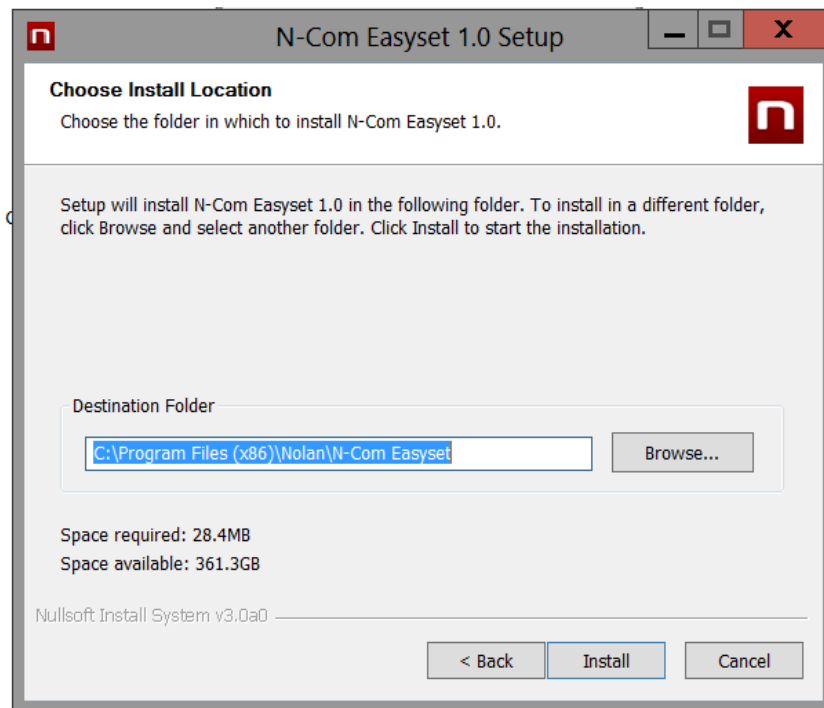 N-Com Easyset 1.0 Setup
Choose Install Location
Choose the folder in which to install N-Com Easyset 1.0.
Setup will install N-Com Easyset 1.0 in the following folder. To install in a different folder,
click Browse and select another folder. Click Install to start the installation.
Destination Folder
C:\Program Files (x86)\Nolan\N-Com Easyset
Browse...
Space required: 28.4MB
Space available: 361.3GB
Nullsoft Install System v3.0a0
< Back
Install
Cancel